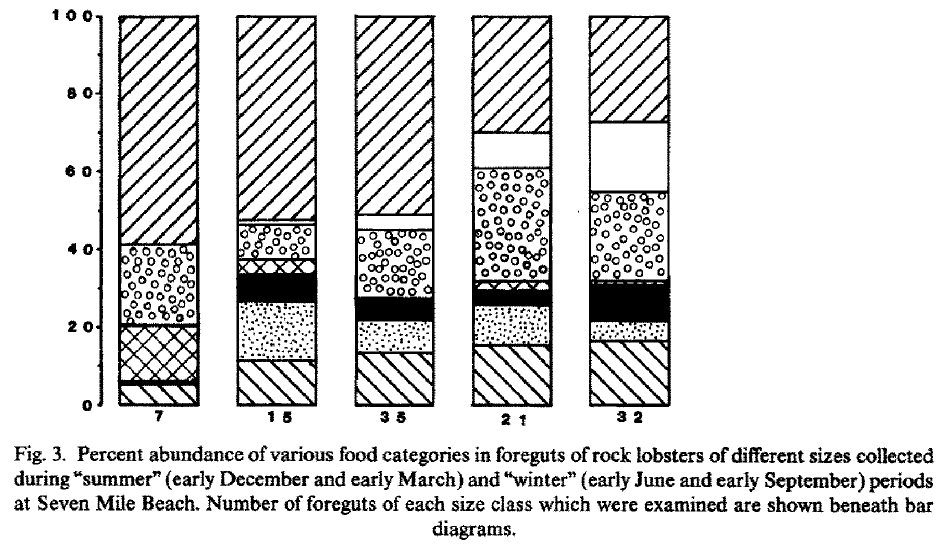 100
80
60
40
20
0
7 15 35 21 32
Fig. 3. Percent abundance of various food categories in foreguts of rock lobsters of different sizes collected
during “summer” (early December and early March) and “winter” (early June and early September) periods
at Seven Mile Beach. Number of foreguts of each size class which were examined are shown beneath bar
diagrams.